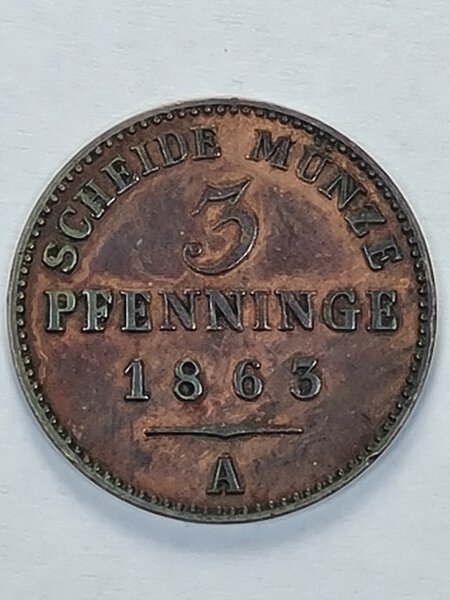 SCHEIDE MÜNZE
3
PFENNINGE
1863
A